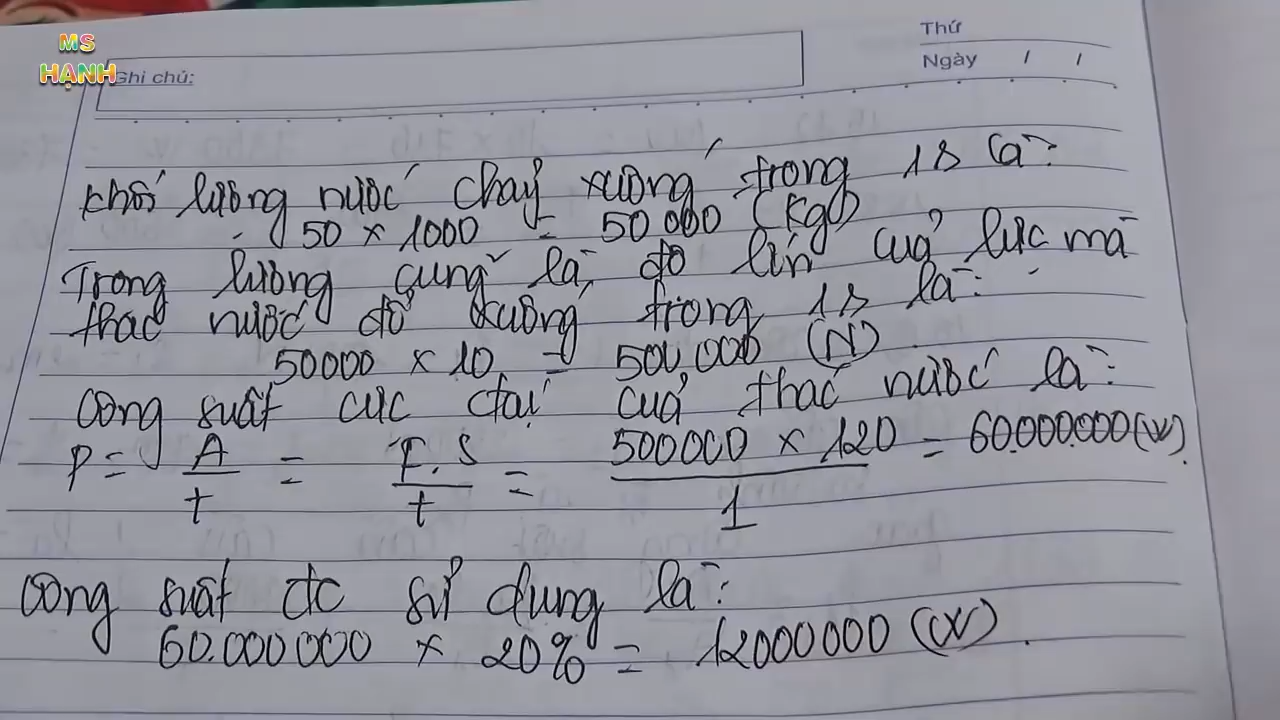 MS
HẠNH
Ghi chú:
Thứ
Ngày / /
Khối lượng nước chảy xuống trong 1s là:
50 x 1000 = 50 000 (kg)
Trọng lượng cũng là độ lớn của lực mà
thác nước đổ xuống trong 1s là:
50000 x 10 = 500 000 (N)
Công suất cực đại của thác nước là:
P = A/t = F.S/t = 500000 x 120/1 = 60.000.000 (W).
Công suất đc sử dụng là:
60.000 000 x 20% = 12000000 (W).